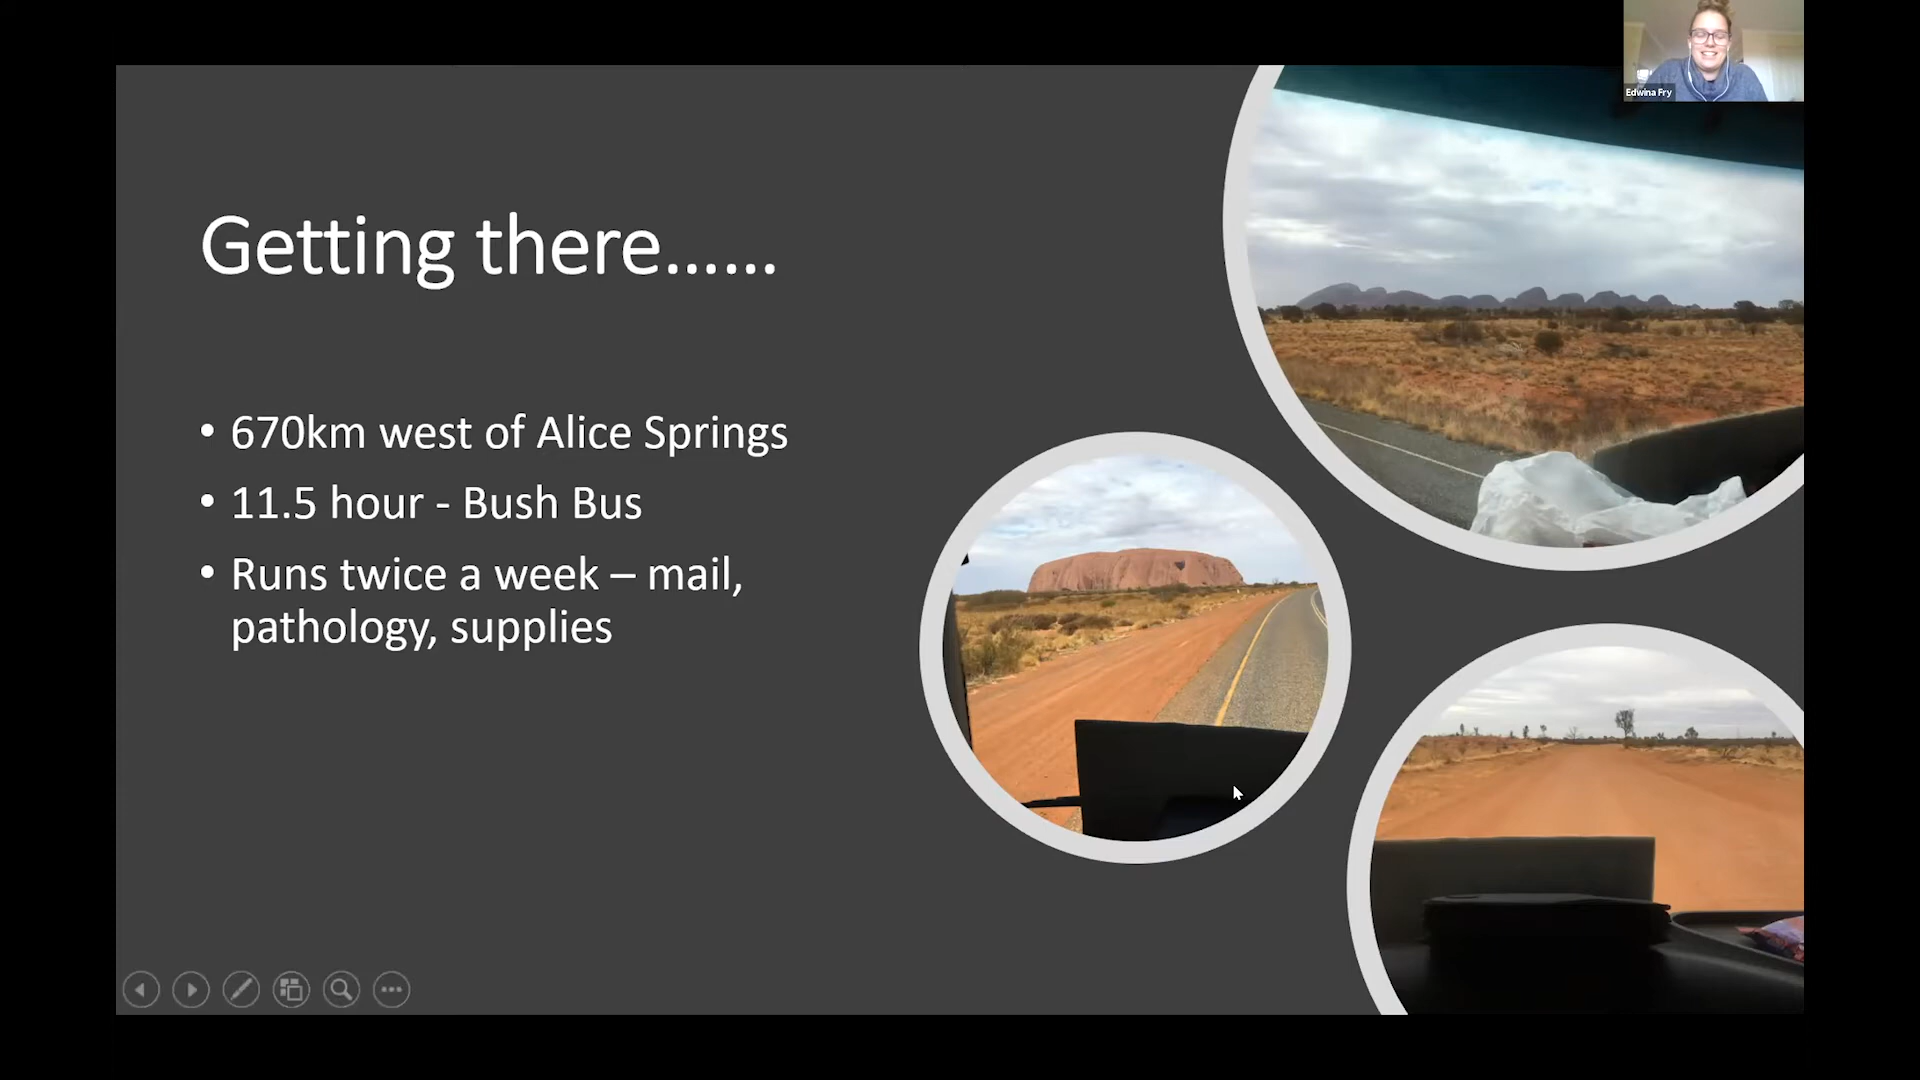 Edwina Fry
Getting there......
• 670km west of Alice Springs
• 11.5 hour - Bush Bus
• Runs twice a week – mail,
pathology, supplies